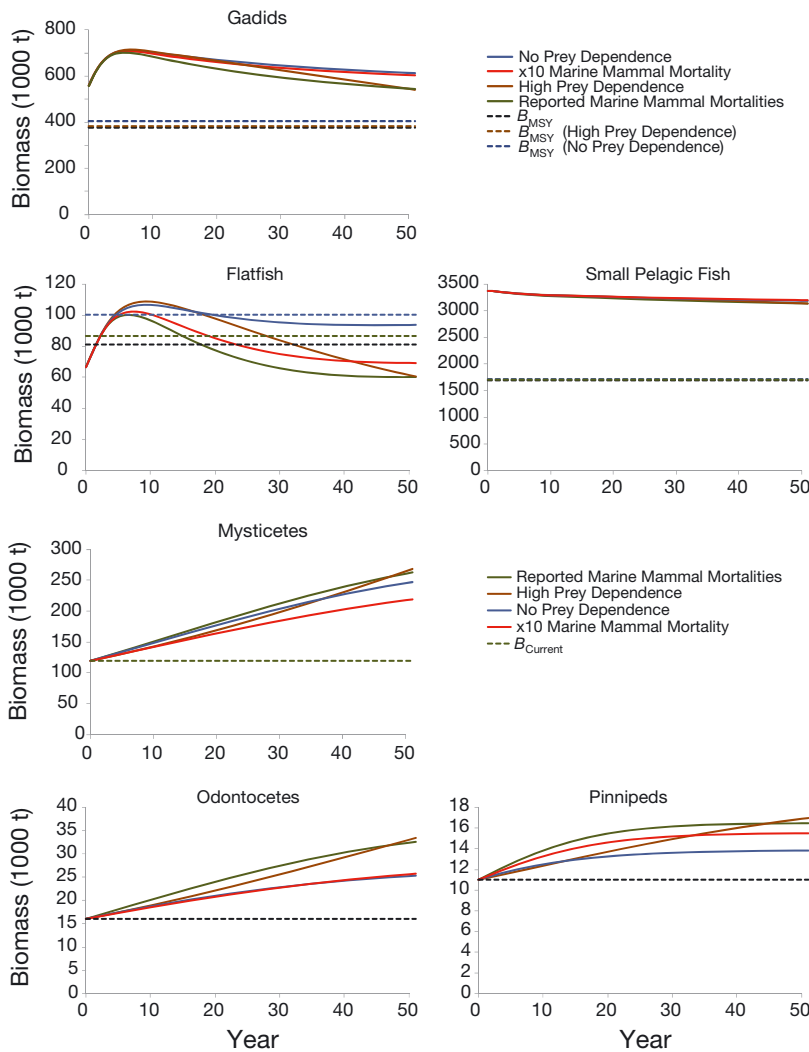 Gadids
Biomass (1000 t)
800
600
400
200
0
0 10 20 30 40 50
No Prey Dependence
x10 Marine Mammal Mortality
High Prey Dependence
Reported Marine Mammal Mortalities
BMSY
BMSY (High Prey Dependence)
BMSY (No Prey Dependence)
Flatfish
Biomass (1000 t)
120
100
80
60
40
20
0
0 10 20 30 40 50
Small Pelagic Fish
3500
3000
2500
2000
1500
1000
500
0
0 10 20 30 40 50
Mysticetes
Biomass (1000 t)
300
250
200
150
100
50
0
0 10 20 30 40 50
Reported Marine Mammal Mortalities
High Prey Dependence
No Prey Dependence
x10 Marine Mammal Mortality
BCurrent
Odontocetes
Biomass (1000 t)
40
35
30
25
20
15
10
5
0
0 10 20 30 40 50
Year
Pinnipeds
18
16
14
12
11
8
6
4
2
0
0 10 20 30 40 50
Year